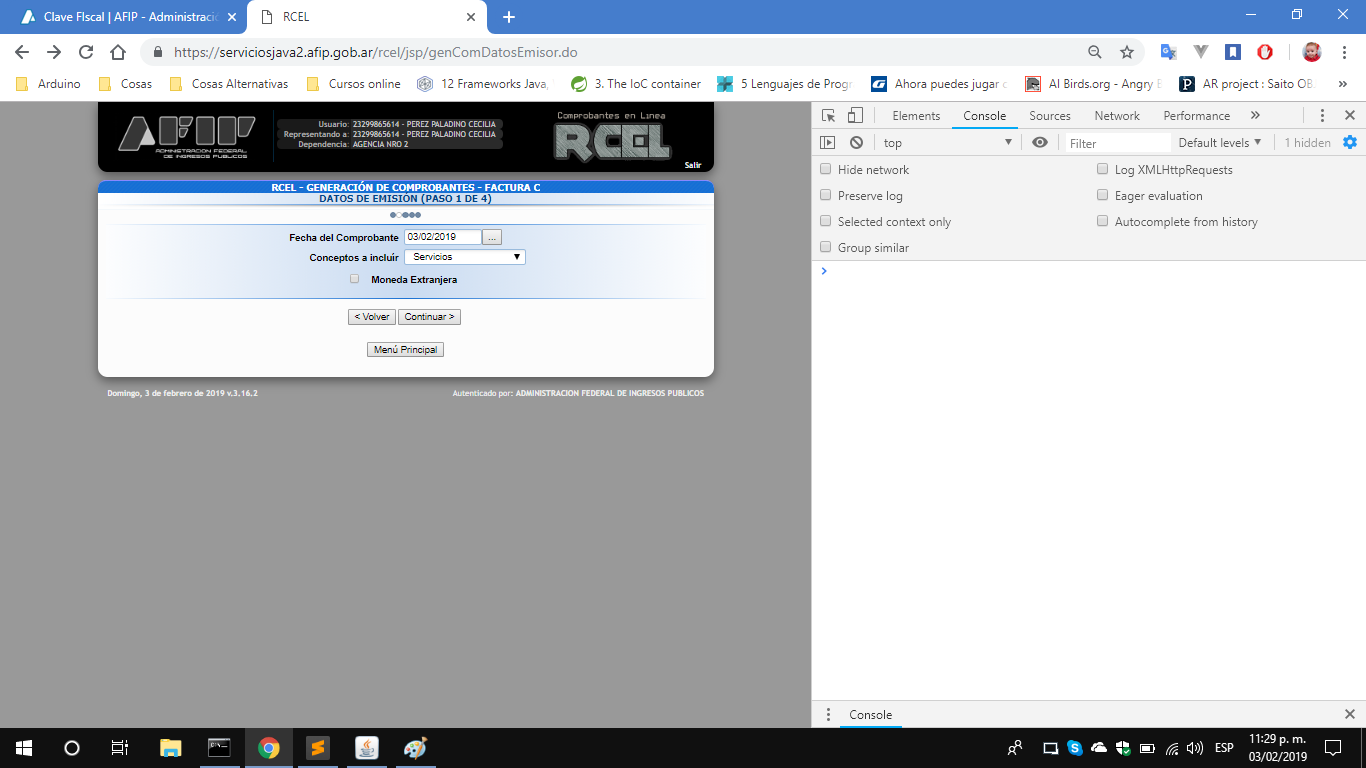 Clave FIscal | AFIP - Administració
RCEL
https://serviciosjava2.afip.gob.ar/rcel/jsp/genComDatosEmisor.do
Arduino
Cosas
Cosas Alternativas
Cursos online
12 Frameworks Java,
3. The IoC container
5 Lenguajes de Progr
Ahora puedes jugar c
AI Birds.org - Angry B
AR project : Saito OB.
»
AFIP
ADMINISTRACION FEDERAL
DE INGRESOS PUBLICOS
Usuario: 23299865614 - PEREZ PALADINO CECILIA
Representando a: 23299865614 - PEREZ PALADINO CECILIA
Dependencia: AGENCIA NRO 2
Comprobantes en Linea
RCEL
Salir
RCEL - GENERACIÓN DE COMPROBANTES - FACTURA C
DATOS DE EMISIÓN (PASO 1 DE 4)
Fecha del Comprobante 03/02/2019 ...
Conceptos a incluir Servicios
Moneda Extranjera
< Volver Continuar >
Menú Principal
Domingo, 3 de febrero de 2019 v.3.16.2
Autenticado por: ADMINISTRACION FEDERAL DE INGRESOS PUBLICOS
Elements Console Sources Network Performance »
top Filter Default levels 1 hidden
Hide network Log XMLHttpRequests
Preserve log Eager evaluation
Selected context only Autocomplete from history
Group similar
Console
ESP
11:29 p. m.
03/02/2019